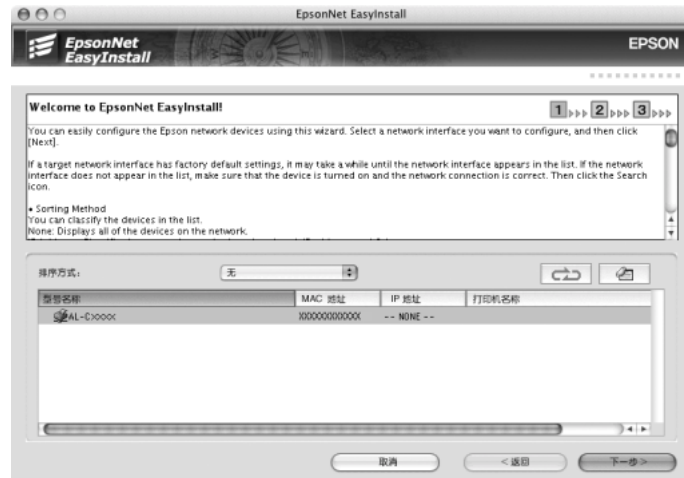 EpsonNet EasyInstall
EpsonNet
EasyInstall
EPSON
Welcome to EpsonNet EasyInstall!
1 2 3
You can easily configure the Epson network devices using this wizard. Select a network interface you want to configure, and then click
[Next].
If a target network interface has factory default settings, it may take a while until the network interface appears in the list. If the network
interface does not appear in the list, make sure that the device is turned on and the network connection is correct. Then click the Search
icon.
• Sorting Method
You can classify the devices in the list.
None: Displays all of the devices on the network.
排序方式: 无
型号名称 MAC 地址 IP 地址 打印机名称
AL-CXXXX XXXXXXXXXXXX -- NONE --
取消 <返回 下一步>